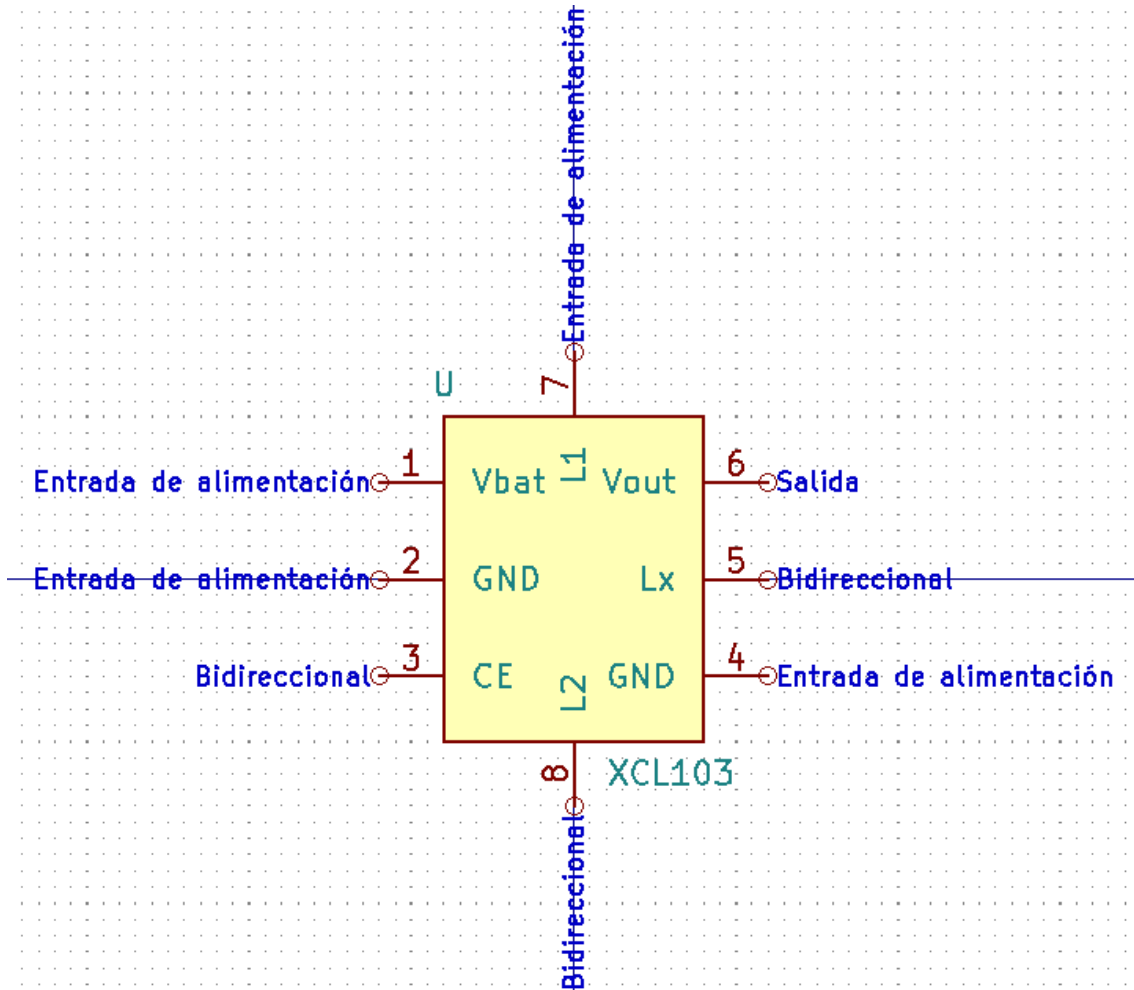 Entrada de alimentación
7
U
L1
Entrada de alimentación 1 Vbat Vout 6 Salida
Entrada de alimentación 2 GND Lx 5 Bidireccional
Bidireccional 3 CE GND 4 Entrada de alimentación
L2
8 XCL103
Bidireccional